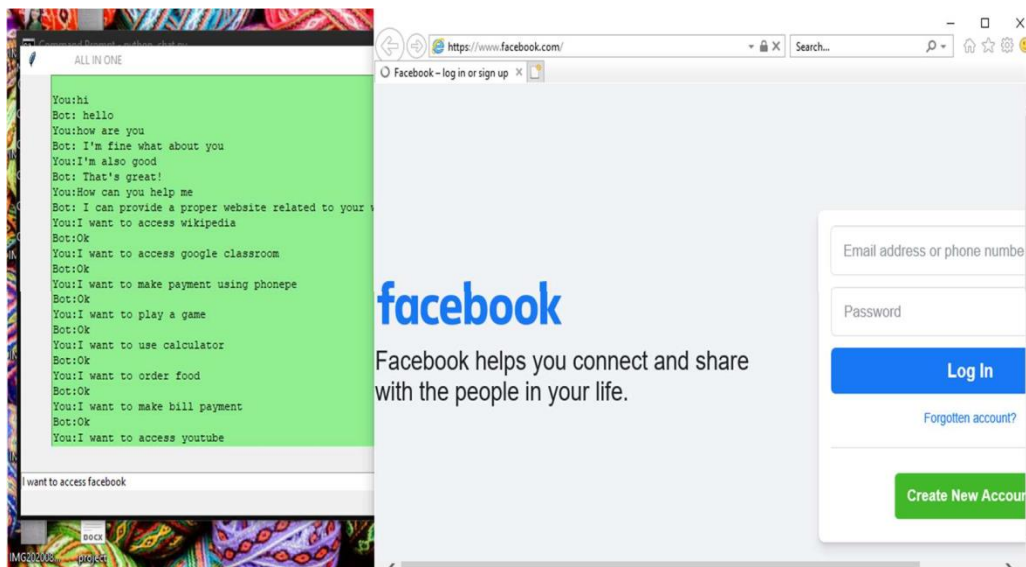 Command Prompt - python chat.py
ALL IN ONE
You:hi
Bot: hello
You:how are you
Bot: I'm fine what about you
You:I'm also good
Bot: That's great!
You:How can you help me
Bot: I can provide a proper website related to your
You:I want to access wikipedia
Bot:Ok
You:I want to access google classroom
Bot:Ok
You:I want to make payment using phonepe
Bot:Ok
You:I want to play a game
Bot:Ok
You:I want to use calculator
Bot:Ok
You:I want to order food
Bot:Ok
You:I want to make bill payment
Bot:Ok
You:I want to access youtube
I want to access facebook
DOCX
IMG202008... project
https://www.facebook.com/
Search...
Facebook – log in or sign up
facebook
Facebook helps you connect and share
with the people in your life.
Email address or phone numbe
Password
Log In
Forgotten account?
Create New Accoun